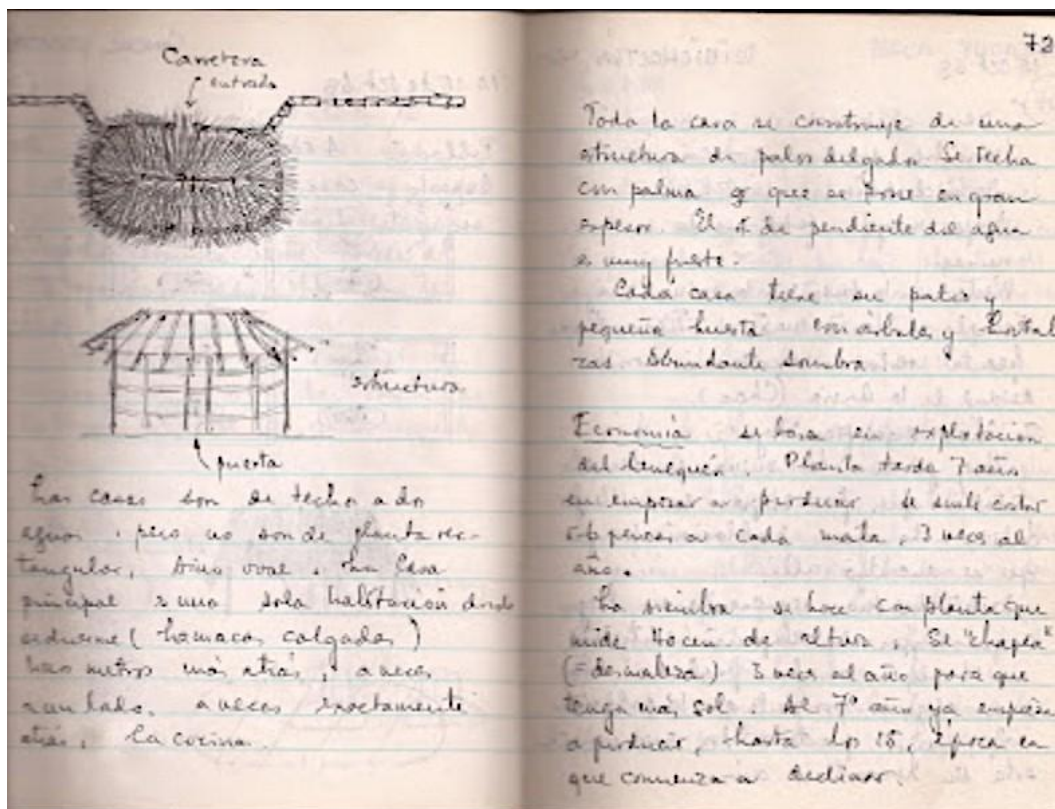 Carretera
entrada
estructura
puerta
Las casas son de techo a dos
aguas, pero no son de planta rec-
tangular, sino oval. La casa
principal es una sola habitación donde
se duerme (hamacas colgadas)
Unos metros más atrás, a veces
a un lado, a veces exactamente
atrás, la cocina.
72
Toda la casa se construye de una
estructura de palos delgados. Se techa
con palma que se pone en gran
espesor. El de pendiente del agua
es muy fuerte.
Cada casa tiene su patio y
pequeña huerta con árboles y hortali
zas. Abundante sombra.
Economía se basa en explotación
del henequén. Planta tarda 7 años
en empezar a producir. Se suele cortar
5-6 pencas a cada mata, 3 veces al
año.
La siembra se hace con planta que
mide 40 cm de altura. Se "chapea"
(= desmaleza) 3 veces al año para que
tenga más sol. Al 7º año ya empieza
a producir, hasta los 15, época en
que comienza a declinar.